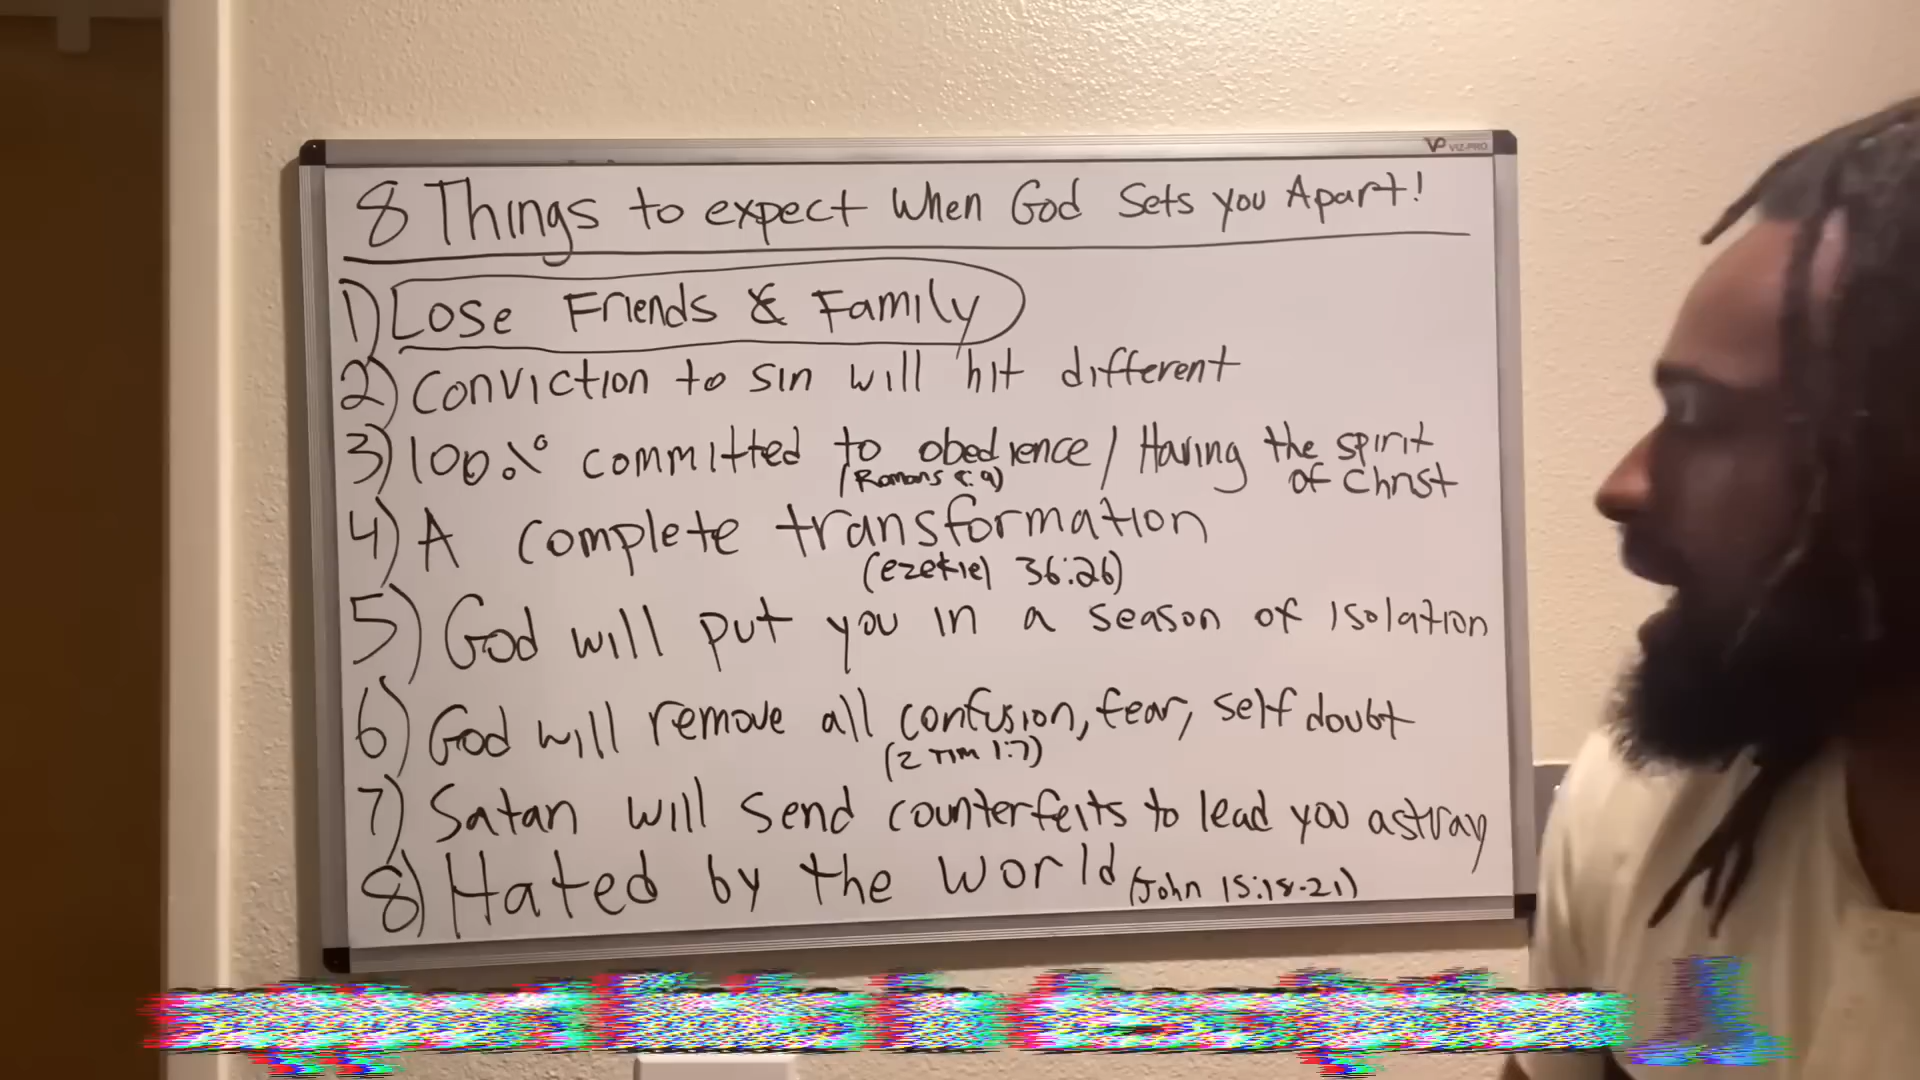 VP VIZ-PRO
8 Things to expect When God Sets you Apart!
1) Lose Friends & Family
2) Conviction to sin will hit different
3) 100% committed to obedience / Having the spirit
(Romans 8:9) of Christ
4) A complete transformation
(ezekiel 36:26)
5) God will put you in a season of isolation
6) God will remove all confusion, fear, self doubt
(2 Tim 1:7)
7) Satan will send counterfeits to lead you astray
8) Hated by the world (John 15:18-21)